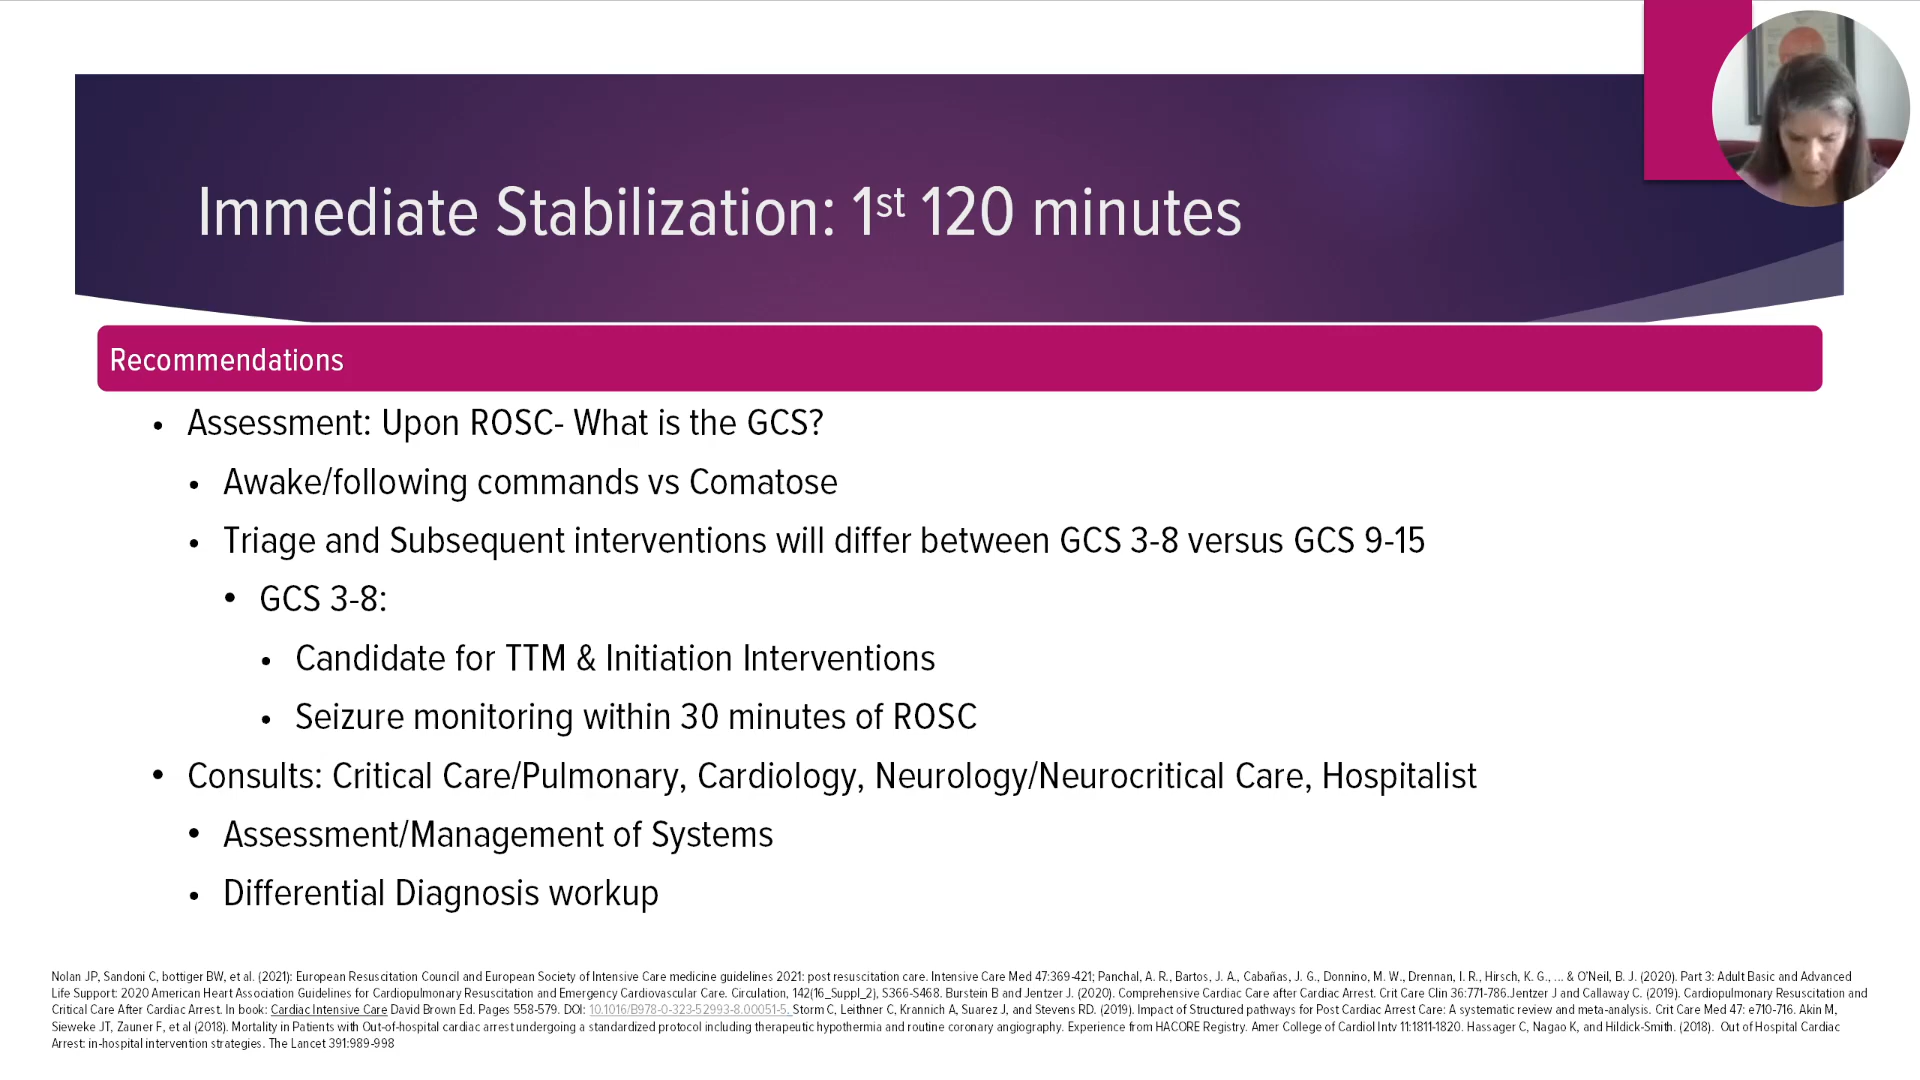 Immediate Stabilization: 1st 120 minutes
Recommendations
• Assessment: Upon ROSC- What is the GCS?
• Awake/following commands vs Comatose
• Triage and Subsequent interventions will differ between GCS 3-8 versus GCS 9-15
• GCS 3-8:
• Candidate for TTM & Initiation Interventions
• Seizure monitoring within 30 minutes of ROSC
• Consults: Critical Care/Pulmonary, Cardiology, Neurology/Neurocritical Care, Hospitalist
• Assessment/Management of Systems
• Differential Diagnosis workup
Nolan JP, Sandoni C, bottiger BW, et al. (2021): European Resuscitation Council and European Society of Intensive Care medicine guidelines 2021: post resuscitation care. Intensive Care Med 47:369-421; Panchal, A. R., Bartos, J. A., Cabañas, J. G., Donnino, M. W., Drennan, I. R., Hirsch, K. G., ... & O'Neil, B. J. (2020). Part 3: Adult Basic and Advanced
Life Support: 2020 American Heart Association Guidelines for Cardiopulmonary Resuscitation and Emergency Cardiovascular Care. Circulation, 142(16_Suppl_2), S366-S468. Burstein B and Jentzer J. (2020). Comprehensive Cardiac Care after Cardiac Arrest. Crit Care Clin 36:771-786.Jentzer J and Callaway C. (2019). Cardiopulmonary Resuscitation and
Critical Care After Cardiac Arrest. In book: Cardiac Intensive Care David Brown Ed. Pages 558-579. DOI: 10.1016/B978-0-323-52993-8.00051-5. Storm C, Leithner C, Krannich A, Suarez J, and Stevens RD. (2019). Impact of Structured pathways for Post Cardiac Arrest Care: A systematic review and meta-analysis. Crit Care Med 47: e710-716. Akin M,
Sieweke JT, Zauner F, et al (2018). Mortality in Patients with Out-of-hospital cardiac arrest undergoing a standardized protocol including therapeutic hypothermia and routine coronary angiography. Experience from HACORE Registry. Amer College of Cardiol Intv 11:1811-1820. Hassager C, Nagao K, and Hildick-Smith. (2018). Out of Hospital Cardiac
Arrest: in-hospital intervention strategies. The Lancet 391:989-998